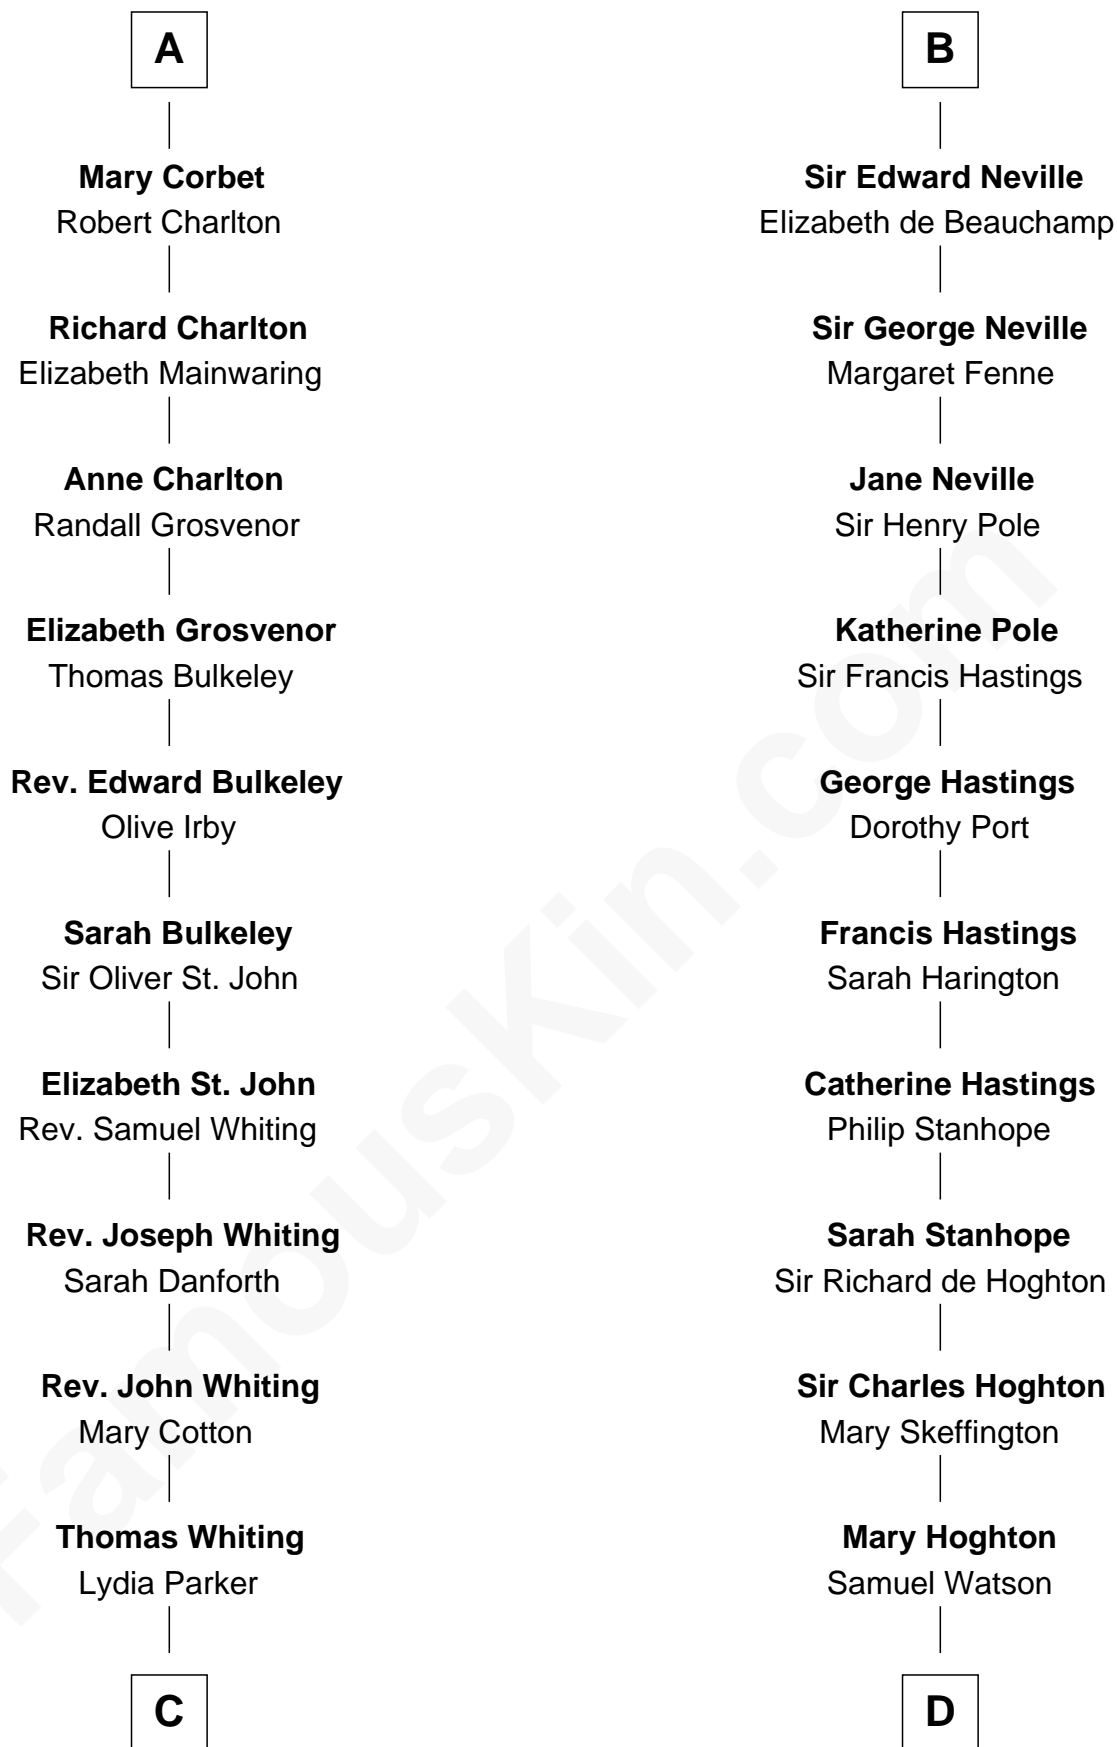 A
Mary Corbet
Robert Charlton
Richard Charlton
Elizabeth Mainwaring
Anne Charlton
Randall Grosvenor
Elizabeth Grosvenor
Thomas Bulkeley
Rev. Edward Bulkeley
Olive Irby
Sarah Bulkeley
Sir Oliver St. John
Elizabeth St. John
Rev. Samuel Whiting
Rev. Joseph Whiting
Sarah Danforth
Rev. John Whiting
Mary Cotton
Thomas Whiting
Lydia Parker
C
B
Sir Edward Neville
Elizabeth de Beauchamp
Sir George Neville
Margaret Fenne
Jane Neville
Sir Henry Pole
Katherine Pole
Sir Francis Hastings
George Hastings
Dorothy Port
Francis Hastings
Sarah Harington
Catherine Hastings
Philip Stanhope
Sarah Stanhope
Sir Richard de Hoghton
Sir Charles Hoghton
Mary Skeffington
Mary Hoghton
Samuel Watson
D
FamousKin.com